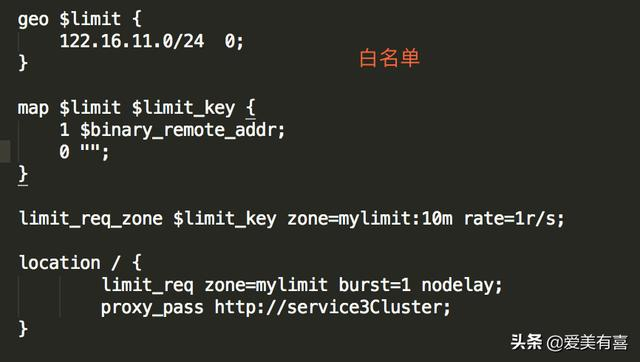 geo $limit {
    122.16.11.0/24  0;
}
白名单
map $limit $limit_key {
    1 $binary_remote_addr;
    0 "";
}
limit_req_zone $limit_key zone=mylimit:10m rate=1r/s;
location / {
        limit_req zone=mylimit burst=1 nodelay;
        proxy_pass http://service3Cluster;
}
头条 @爱美有喜